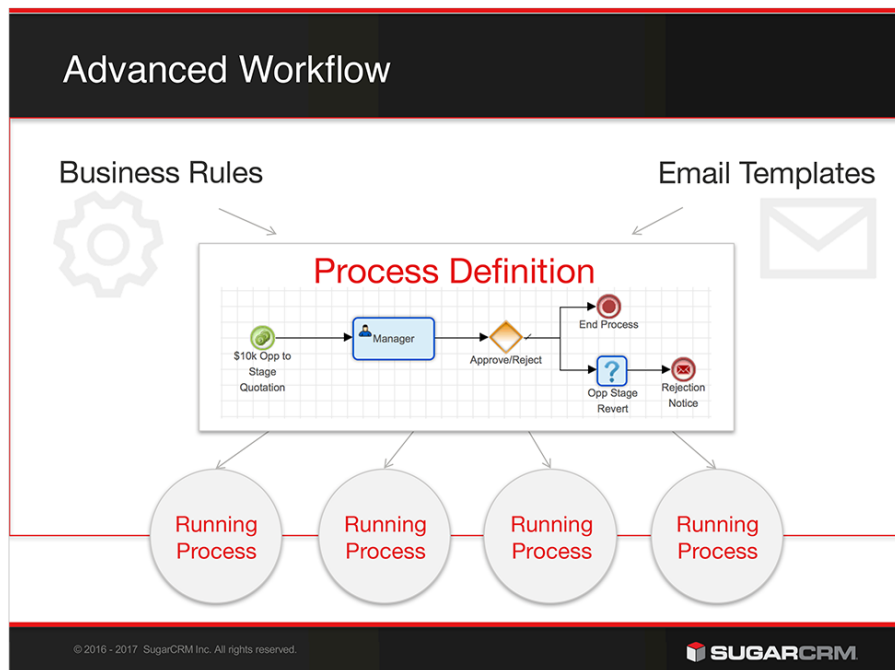 Advanced Workflow
Business Rules
Email Templates
Process Definition
$10k Opp to
Stage
Quotation
Manager
Approve/Reject
End Process
?
Opp Stage
Revert
Rejection
Notice
Running
Process
Running
Process
Running
Process
Running
Process
© 2016 - 2017 SugarCRM Inc. All rights reserved.
SUGARCRM